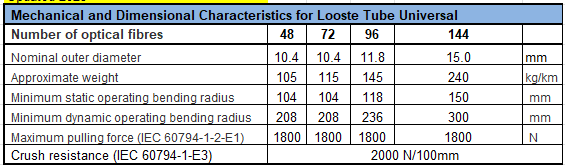 Mechanical and Dimensional Characteristics for Looste Tube Universal
Number of optical fibres 48 72 96 144
Nominal outer diameter 10.4 10.4 11.8 15.0 mm
Approximate weight 105 115 145 240 kg/km
Minimum static operating bending radius 104 104 118 150 mm
Minimum dynamic operating bending radius 208 208 236 300 mm
Maximum pulling force (IEC 60794-1-2-E1) 1800 1800 1800 1800 N
Crush resistance (IEC 60794-1-E3) 2000 N/100mm